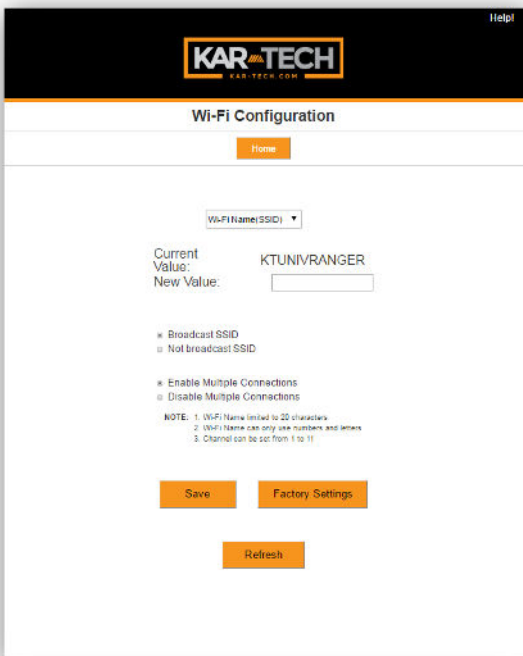 Help!
KAR TECH
KAR-TECH.COM
Wi-Fi Configuration
Home
Wi-Fi Name(SSID)
Current
Value:
KTUNIVRANGER
New Value:
Broadcast SSID
Not broadcast SSID
Enable Multiple Connections
Disable Multiple Connections
NOTE: 1. Wi-Fi Name limited to 20 characters
2. Wi-Fi Name can only use numbers and letters
3. Channel can be set from 1 to 11
Save
Factory Settings
Refresh